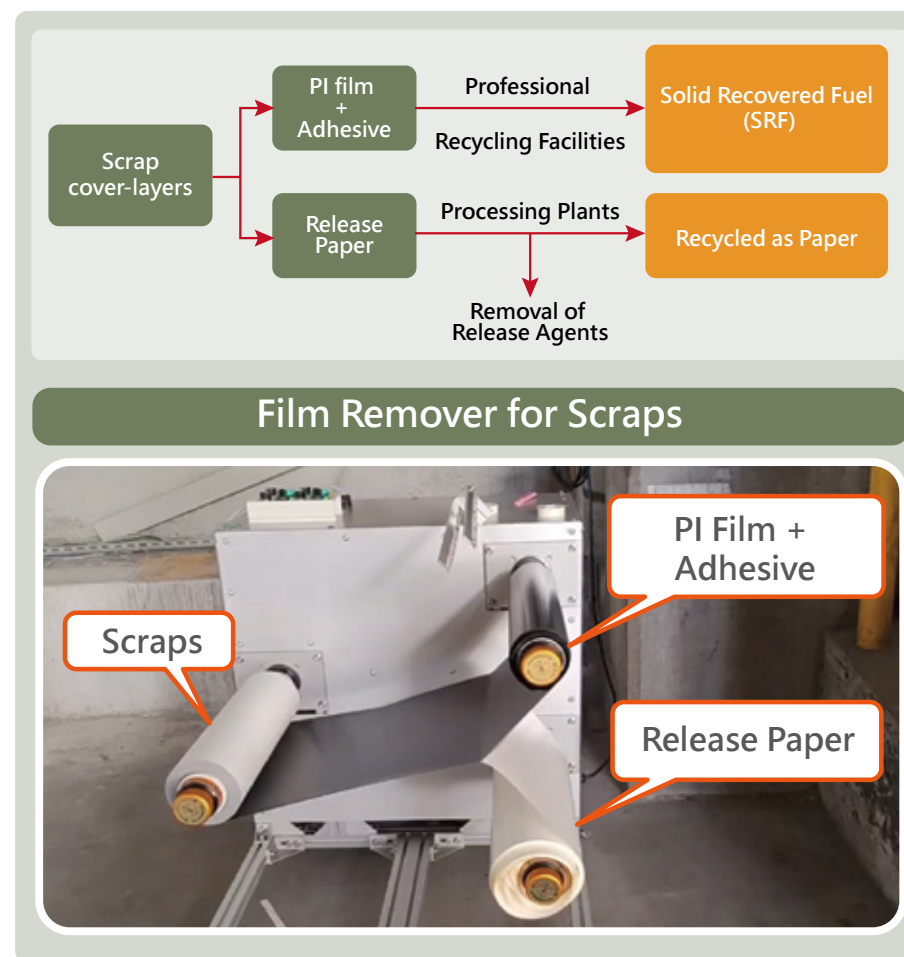 PI film
+
Adhesive
Professional
Recycling Facilities
Solid Recovered Fuel
(SRF)
Scrap
cover-layers
Release
Paper
Processing Plants
Recycled as Paper
Removal of
Release Agents
Film Remover for Scraps
PI Film +
Adhesive
Scraps
Release Paper